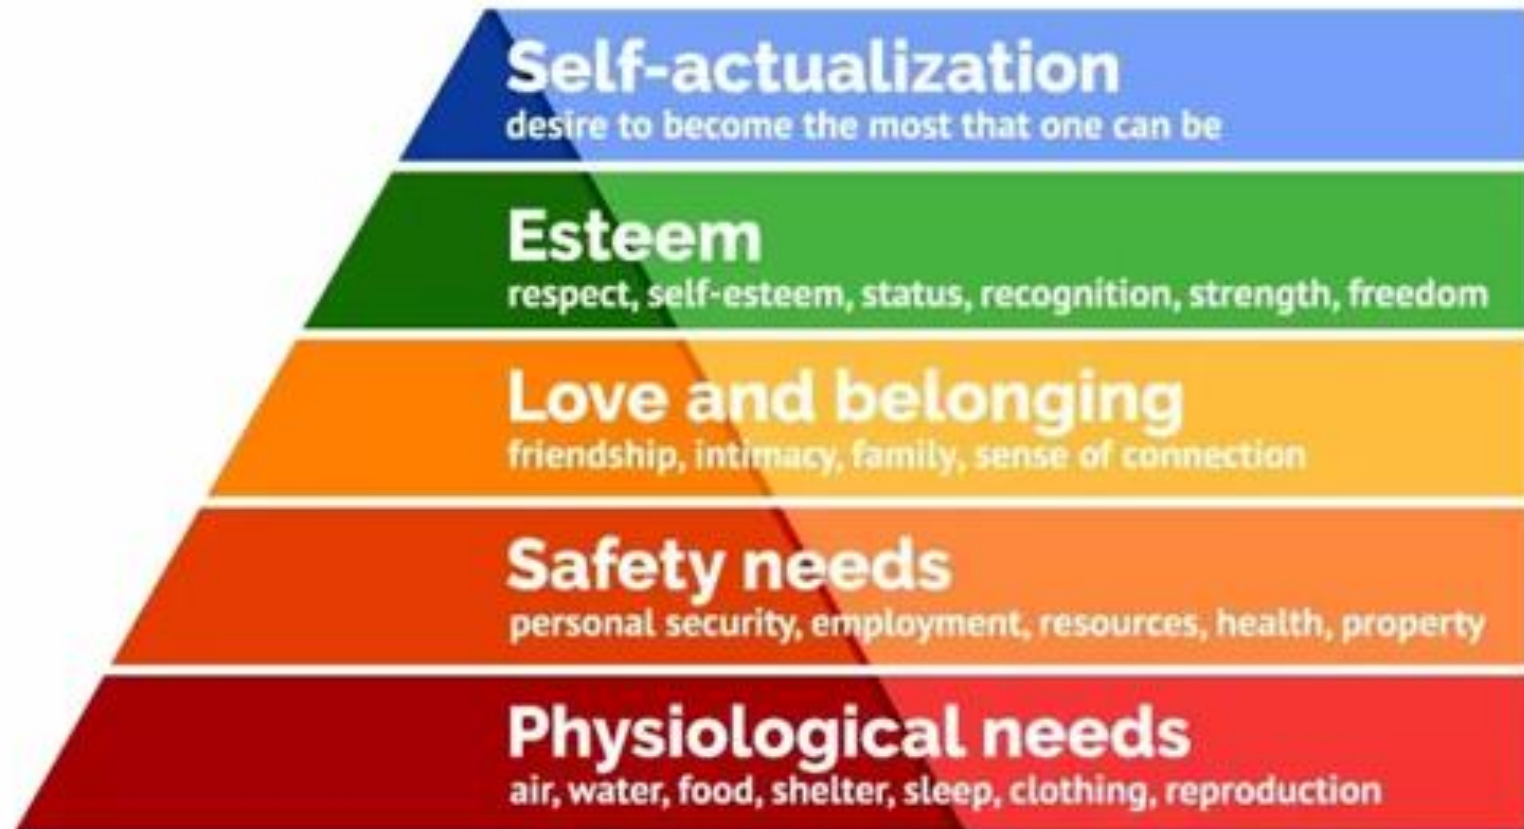 Self-actualization
desire to become the most that one can be
Esteem
respect, self-esteem, status, recognition, strength, freedom
Love and belonging
friendship, intimacy, family, sense of connection
Safety needs
personal security, employment, resources, health, property
Physiological needs
air, water, food, shelter, sleep, clothing, reproduction